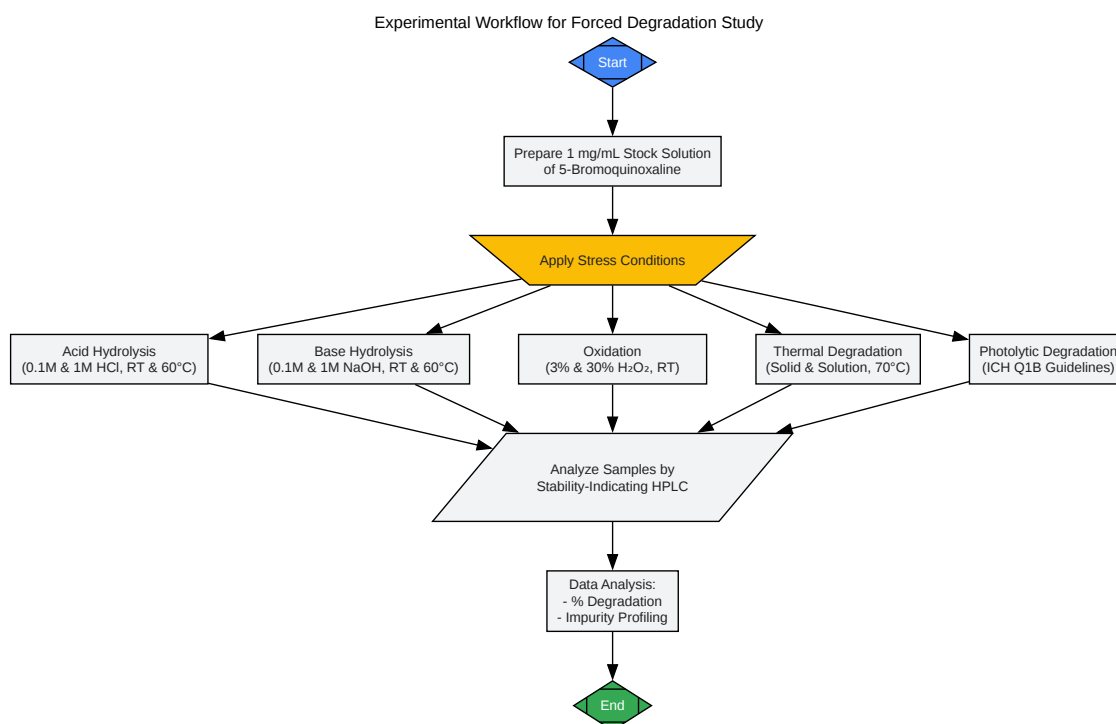 Experimental Workflow for Forced Degradation Study
Start
Prepare 1 mg/mL Stock Solution
of 5-Bromoquinoxaline
Apply Stress Conditions
Acid Hydrolysis
(0.1M & 1M HCl, RT & 60°C)
Base Hydrolysis
(0.1M & 1M NaOH, RT & 60°C)
Oxidation
(3% & 30% H₂O₂, RT)
Thermal Degradation
(Solid & Solution, 70°C)
Photolytic Degradation
(ICH Q1B Guidelines)
Analyze Samples by
Stability-Indicating HPLC
Data Analysis:
- % Degradation
- Impurity Profiling
End